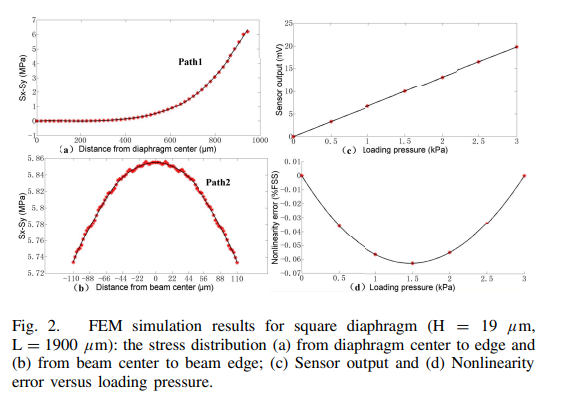 7
6
5
4
3
2
1
0
-1
Sx-Sy (MPa)
Path1
0 200 400 600 800 1000
(a) Distance from diaphragm center (μm)
25
20
15
10
5
0
Sensor output (mV)
0.5 1 1.5 2 2.5 3
(c) Loading pressure (kPa)
5.86
5.84
5.82
5.8
5.78
5.76
5.74
5.72
Sx-Sy (MPa)
Path2
-110 -88 -66 -44 -22 0 22 44 66 88 110
(b) Distance from beam center (μm)
0.01
0
-0.01
-0.02
-0.03
-0.04
-0.05
-0.06
-0.07
Nonlinearity error (%FSS)
0.5 1 1.5 2 2.5 3
(d) Loading pressure (kPa)
Fig. 2. FEM simulation results for square diaphragm (H = 19 μm,
L = 1900 μm): the stress distribution (a) from diaphragm center to edge and
(b) from beam center to beam edge; (c) Sensor output and (d) Nonlinearity
error versus loading pressure.